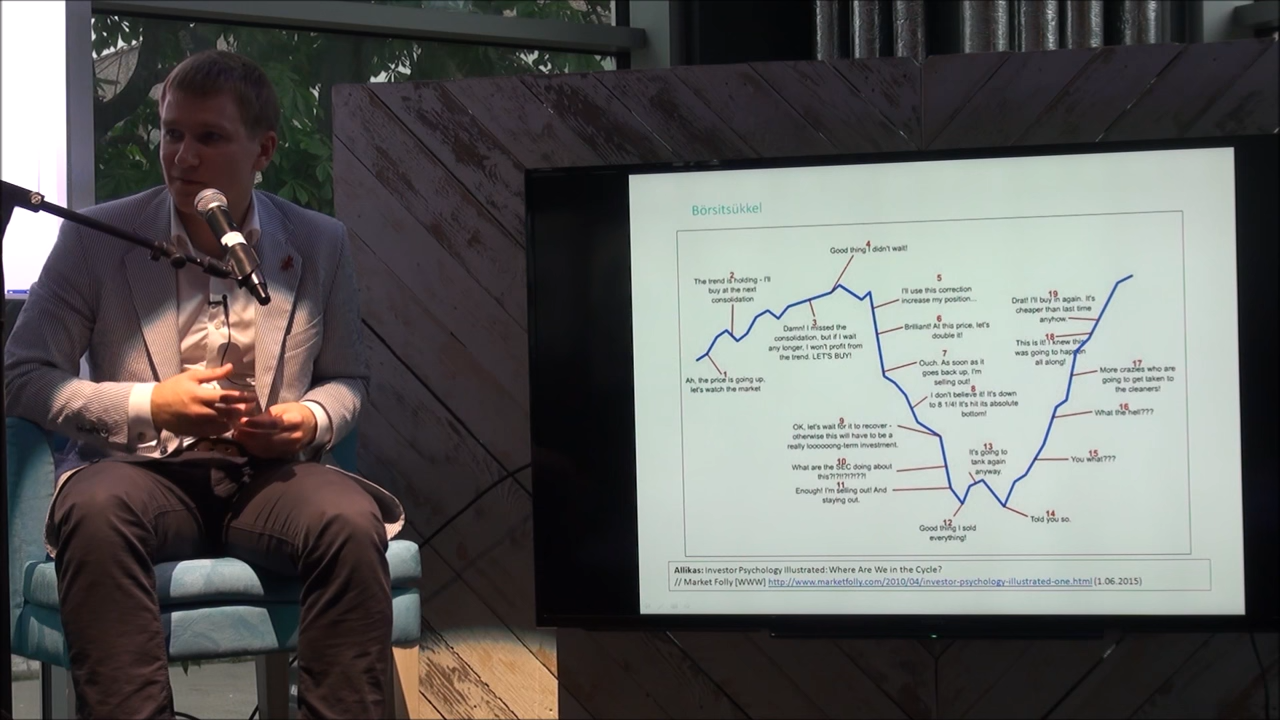 Börsitsükkel
4
Good thing I didn't wait!
2
The trend is holding - I'll
buy at the next
consolidation
3
Damn! I missed the
consolidation, but if I wait
any longer, I won't profit from
the trend. LET'S BUY!
1
Ah, the price is going up,
let's watch the market
5
I'll use this correction
increase my position...
6
Brilliant! At this price, let's
double it!
7
Ouch. As soon as it
goes back up, I'm
selling out!
8
I don't believe it! It's down
to 8 1/4! It's hit its absolute
bottom!
9
OK, let's wait for it to recover -
otherwise this will have to be a
really looooooong-term investment.
10
What are the SEC doing about
this?!?!!?!?!???!
11
Enough! I'm selling out! And
staying out.
12
Good thing I sold
everything!
13
It's going to
tank again
anyway.
14
Told you so.
15
You what???
16
What the hell???
17
More crazies who are
going to get taken to
the cleaners!
18
This is it! I knew this
was going to happen
all along!
19
Drat! I'll buy in again. It's
cheaper than last time
anyhow.
Allikas: Investor Psychology Illustrated: Where Are We in the Cycle?
// Market Folly [WWW] http://www.marketfolly.com/2010/04/investor-psychology-illustrated-one.html (1.06.2015)